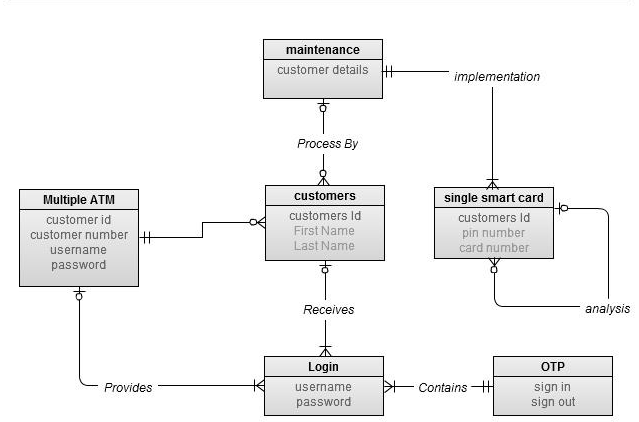 maintenance
customer details
implementation
Process By
Multiple ATM
customer id
customer number
username
password
customers
customers Id
First Name
Last Name
single smart card
customers Id
pin number
card number
analysis
Receives
Provides
Login
username
password
Contains
OTP
sign in
sign out